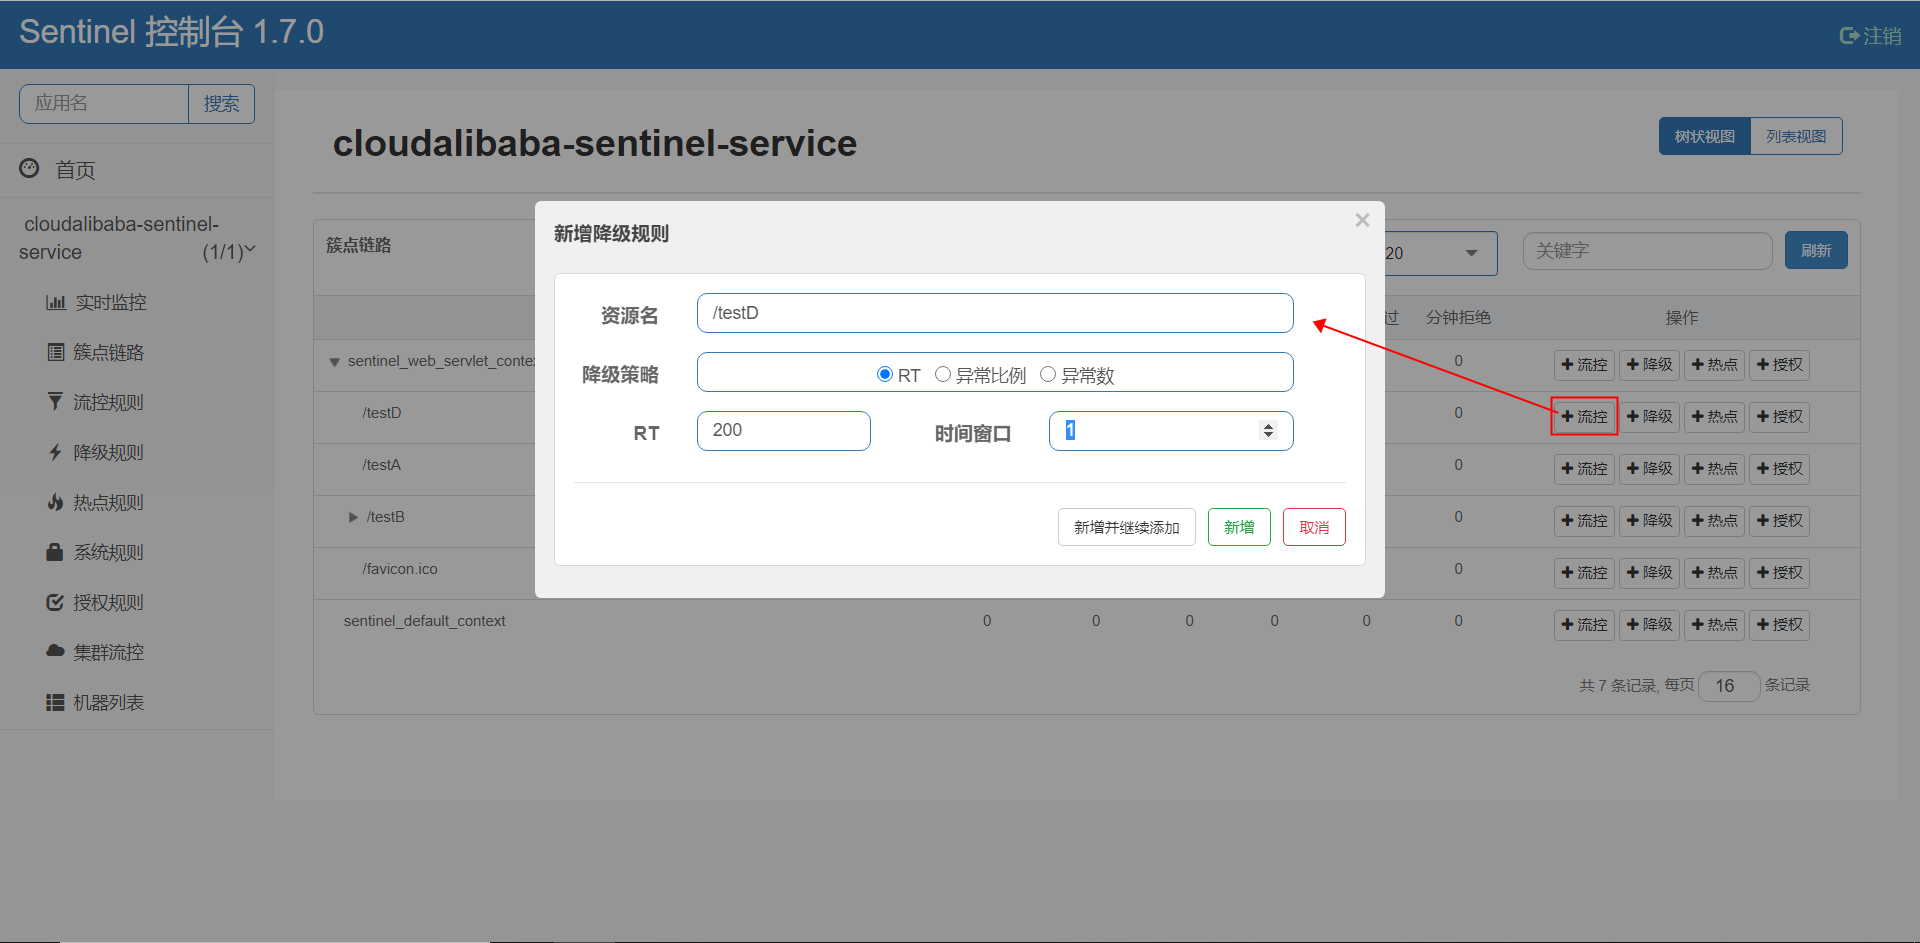 Sentinel 控制台 1.7.0
注销
应用名
搜索
首页
cloudalibaba-sentinel-
service (1/1)
实时监控
簇点链路
流控规则
降级规则
热点规则
系统规则
授权规则
集群流控
机器列表
cloudalibaba-sentinel-service
树状视图
列表视图
簇点链路
20
关键字
刷新
过 分钟拒绝 操作
sentinel_web_servlet_conte
0 流控 降级 热点 授权
/testD
0 流控 降级 热点 授权
/testA
0 流控 降级 热点 授权
/testB
0 流控 降级 热点 授权
/favicon.ico
0 流控 降级 热点 授权
sentinel_default_context 0 0 0 0 0 0 流控 降级 热点 授权
共 7 条记录, 每页 16 条记录
新增降级规则
×
资源名 /testD
降级策略 RT 异常比例 异常数
RT 200 时间窗口 1
新增并继续添加 新增 取消